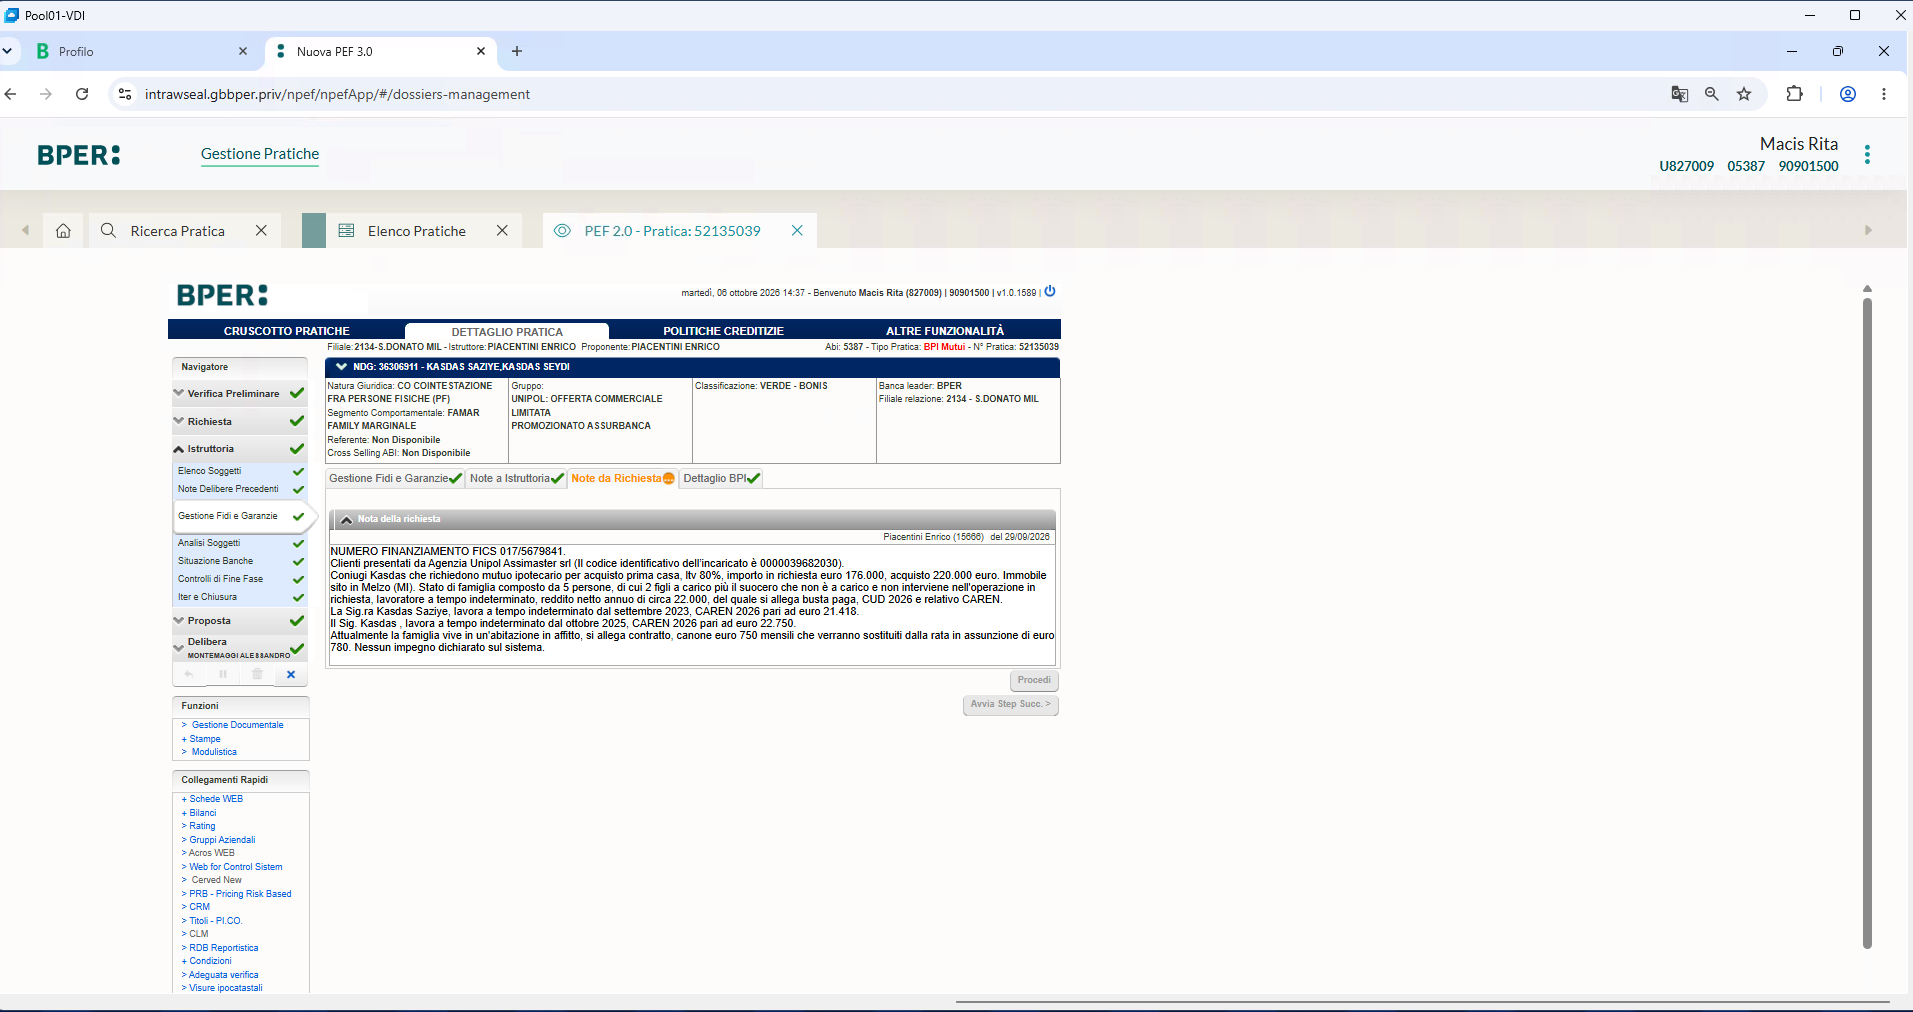 Pool01-VDI
Profilo
Nuova PEF 3.0
intrawseal.gbbper.priv/npef/npefApp/#/dossiers-management
BPER:
Gestione Pratiche
Macis Rita
U827009 05387 90901500
Ricerca Pratica
Elenco Pratiche
PEF 2.0 - Pratica: 52135039
BPER:
martedì, 06 ottobre 2026 14:37 - Benvenuto Macis Rita (827009) | 90901500 | v1.0.1589 |
CRUSCOTTO PRATICHE
DETTAGLIO PRATICA
POLITICHE CREDITIZIE
ALTRE FUNZIONALITÀ
Filiale: 2134-S.DONATO MIL - Istruttore: PIACENTINI ENRICO Proponente: PIACENTINI ENRICO
Abi: 5387 - Tipo Pratica: BPI Mutui - N° Pratica: 52135039
Navigatore
Verifica Preliminare
Richiesta
Istruttoria
Elenco Soggetti
Note Delibere Precedenti
Gestione Fidi e Garanzie
Analisi Soggetti
Situazione Banche
Controlli di Fine Fase
Iter e Chiusura
Proposta
Delibera
MONTEMAGGI ALESSANDRO
NDG: 36306911 - KASDAS SAZIYE,KASDAS SEYDI
Natura Giuridica: CO COINTESTAZIONE
FRA PERSONE FISICHE (PF)
Segmento Comportamentale: FAMAR
FAMILY MARGINALE
Referente: Non Disponibile
Cross Selling ABI: Non Disponibile
Gruppo:
UNIPOL: OFFERTA COMMERCIALE
LIMITATA
PROMOZIONATO ASSURBANCA
Classificazione: VERDE - BONIS
Banca leader: BPER
Filiale relazione: 2134 - S.DONATO MIL
Gestione Fidi e Garanzie
Note a Istruttoria
Note da Richiesta
Dettaglio BPI
Nota della richiesta
Piacentini Enrico (15666) del 29/09/2026
NUMERO FINANZIAMENTO FICS 017/5679841.
Clienti presentati da Agenzia Unipol Assimaster srl (Il codice identificativo dell'incaricato è 0000039682030).
Coniugi Kasdas che richiedono mutuo ipotecario per acquisto prima casa, ltv 80%, importo in richiesta euro 176.000, acquisto 220.000 euro. Immobile
sito in Melzo (MI). Stato di famiglia composto da 5 persone, di cui 2 figli a carico più il suocero che non è a carico e non interviene nell'operazione in
richiesta, lavoratore a tempo indeterminato, reddito netto annuo di circa 22.000, del quale si allega busta paga, CUD 2026 e relativo CAREN.
La Sig.ra Kasdas Saziye, lavora a tempo indeterminato dal settembre 2023, CAREN 2026 pari ad euro 21.418.
Il Sig. Kasdas , lavora a tempo indeterminato dal ottobre 2025, CAREN 2026 pari ad euro 22.750.
Attualmente la famiglia vive in un'abitazione in affitto, si allega contratto, canone euro 750 mensili che verranno sostituiti dalla rata in assunzione di euro
780. Nessun impegno dichiarato sul sistema.
Procedi
Avvia Step Succ. >
Funzioni
> Gestione Documentale
+ Stampe
> Modulistica
Collegamenti Rapidi
+ Schede WEB
+ Bilanci
> Rating
> Gruppi Aziendali
> Acros WEB
> Web for Control Sistem
> Cerved New
> PRB - Pricing Risk Based
> CRM
> Titoli - PI.CO.
> CLM
> RDB Reportistica
+ Condizioni
> Adeguata verifica
> Visure ipocatastali